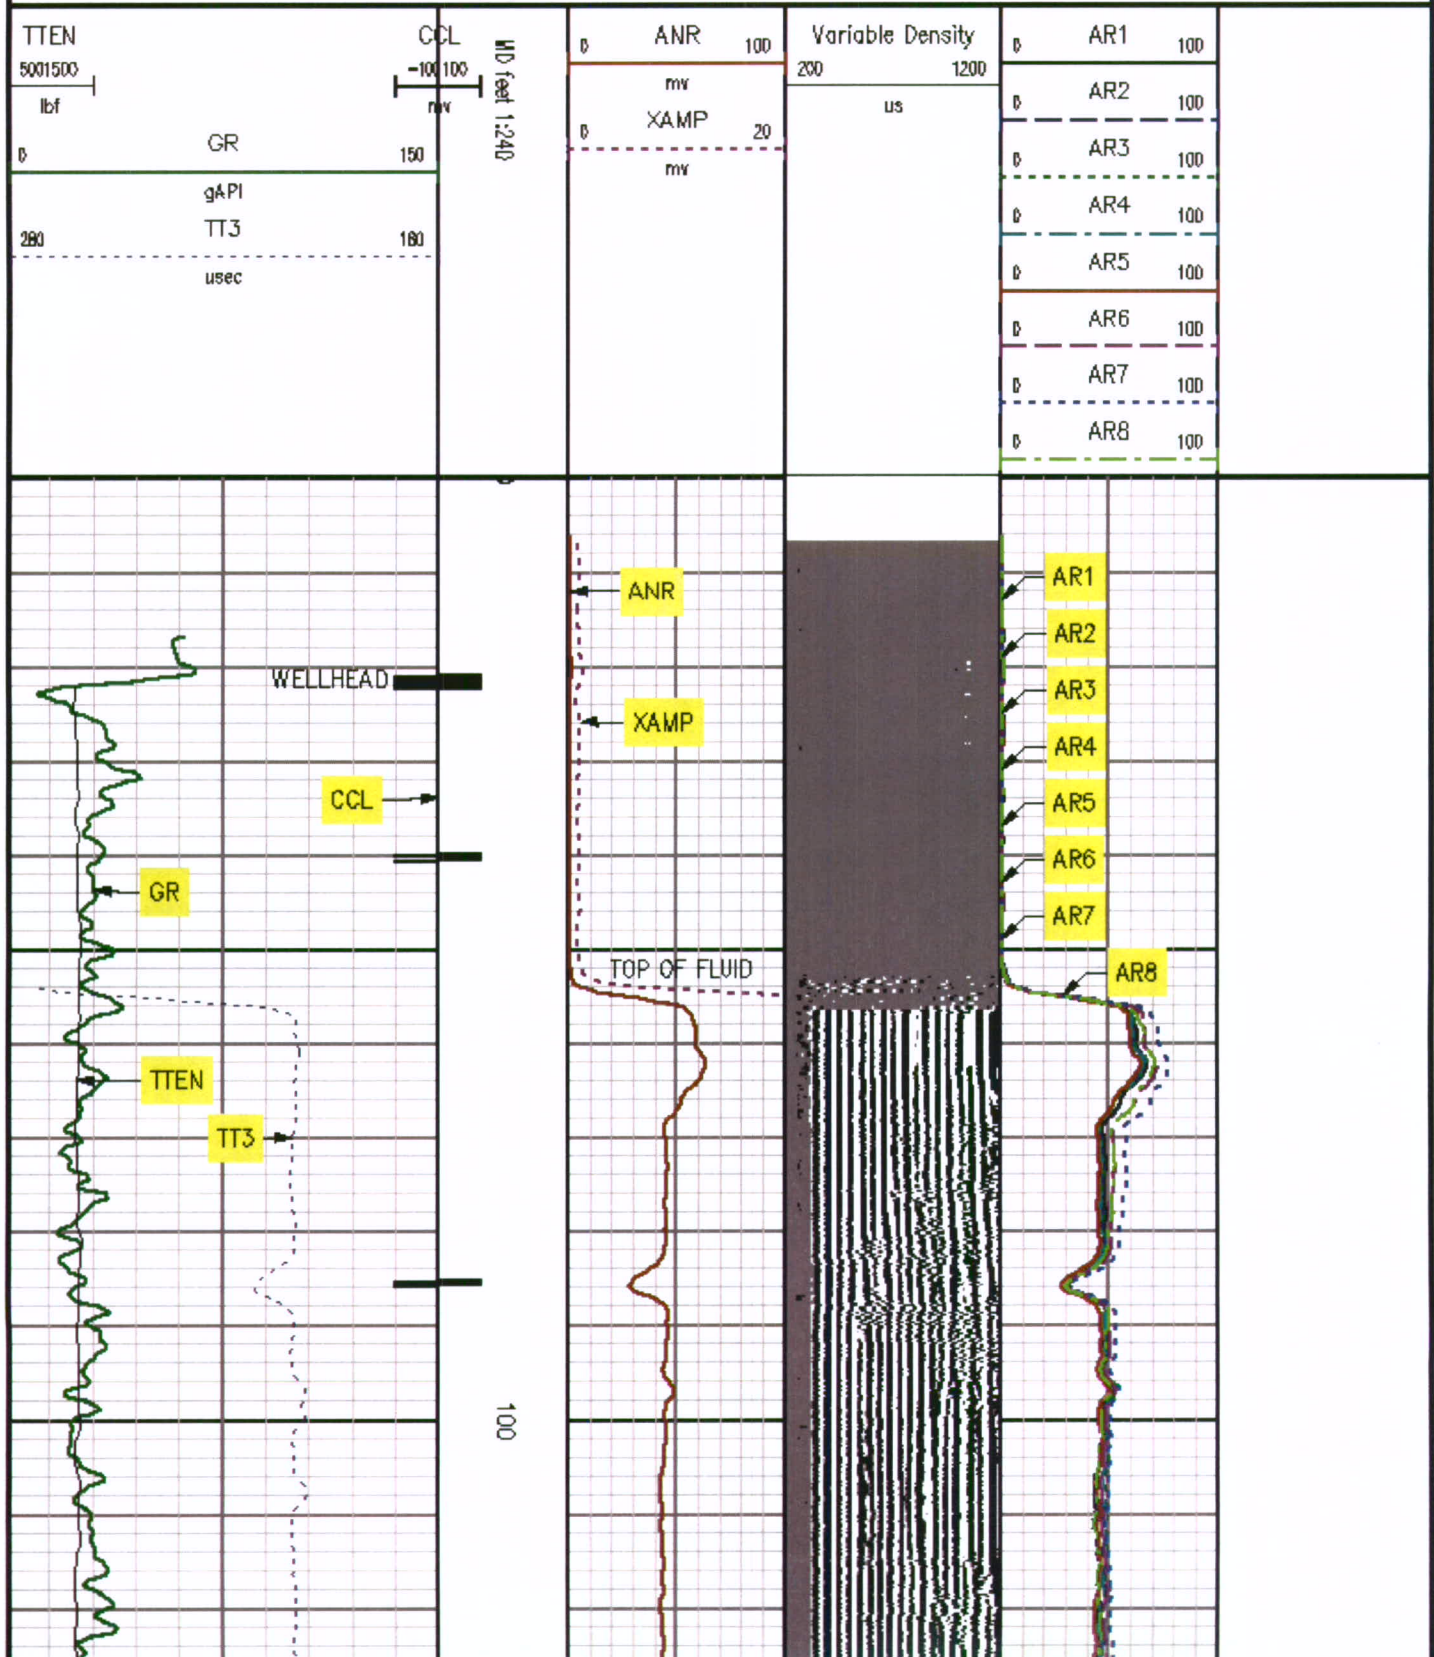 TTEN
5001500
lbf
CCL
-100 100
mv
0 GR 150
gAPI
280 TT3 180
usec
MD feet 1:240
0 ANR 100
mv
0 XAMP 20
mv
Variable Density
200 1200
us
0 AR1 100
0 AR2 100
0 AR3 100
0 AR4 100
0 AR5 100
0 AR6 100
0 AR7 100
0 AR8 100
WELLHEAD
CCL
GR
TTEN
TT3
100
ANR
XAMP
TOP OF FLUID
AR1
AR2
AR3
AR4
AR5
AR6
AR7
AR8